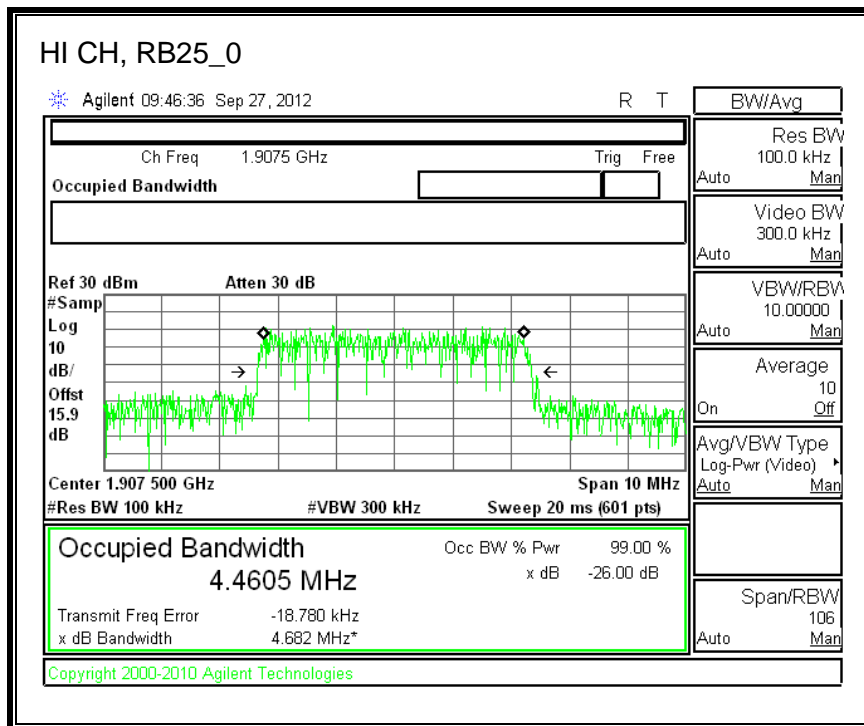 HI CH, RB25_0
Agilent 09:46:36 Sep 27, 2012 R T
Ch Freq 1.9075 GHz Trig Free
Occupied Bandwidth
Ref 30 dBm Atten 30 dB
#Samp
Log
10
dB/
Offst
15.9
dB
Center 1.907 500 GHz Span 10 MHz
#Res BW 100 kHz #VBW 300 kHz Sweep 20 ms (601 pts)
Occupied Bandwidth Occ BW % Pwr 99.00 %
4.4605 MHz x dB -26.00 dB
Transmit Freq Error -18.780 kHz
x dB Bandwidth 4.682 MHz*
Copyright 2000-2010 Agilent Technologies
BW/Avg
Res BW
100.0 kHz
Auto Man
Video BW
300.0 kHz
Auto Man
VBW/RBW
10.00000
Auto Man
Average
10
On Off
Avg/VBW Type
Log-Pwr (Video)
Auto Man
Span/RBW
106
Auto Man